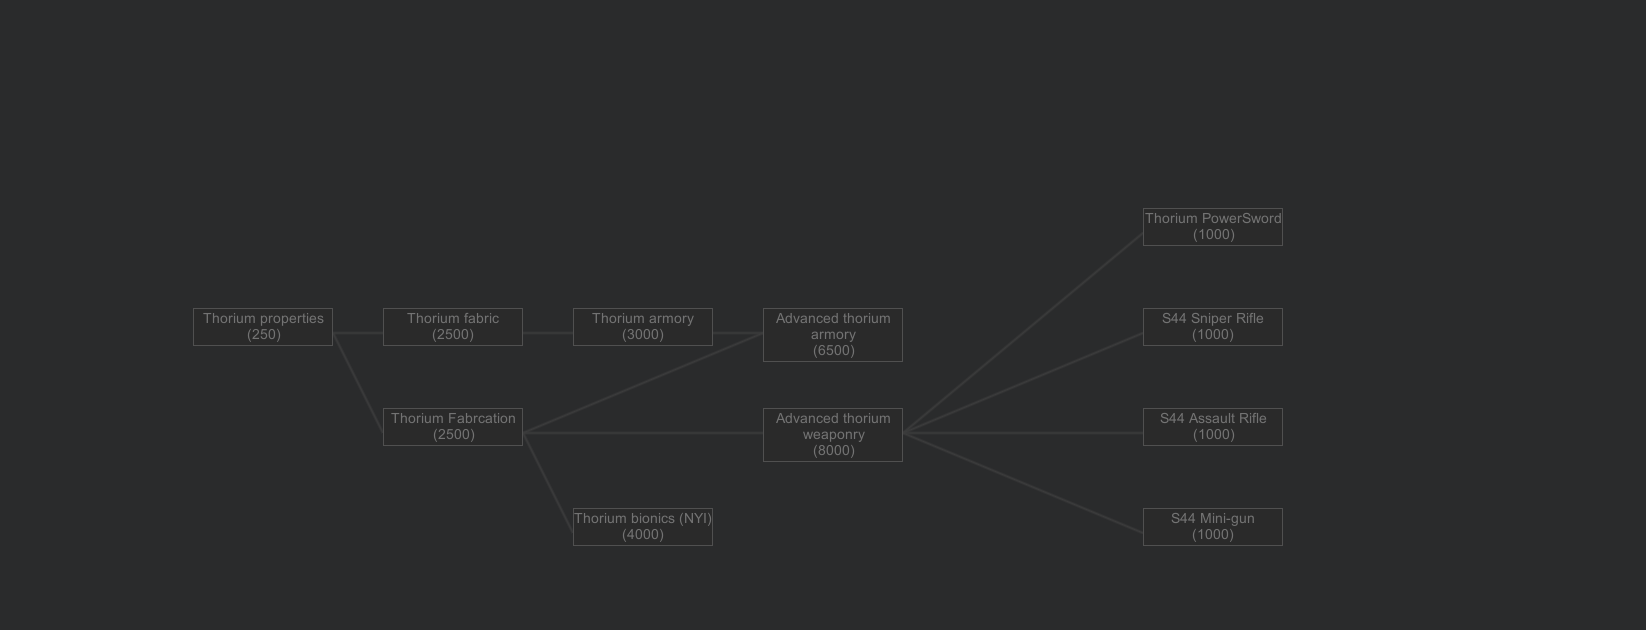 Thorium PowerSword
(1000)
Thorium properties
(250)
Thorium fabric
(2500)
Thorium armory
(3000)
Advanced thorium
armory
(6500)
S44 Sniper Rifle
(1000)
Thorium Fabrcation
(2500)
Advanced thorium
weaponry
(8000)
S44 Assault Rifle
(1000)
Thorium bionics (NYI)
(4000)
S44 Mini-gun
(1000)